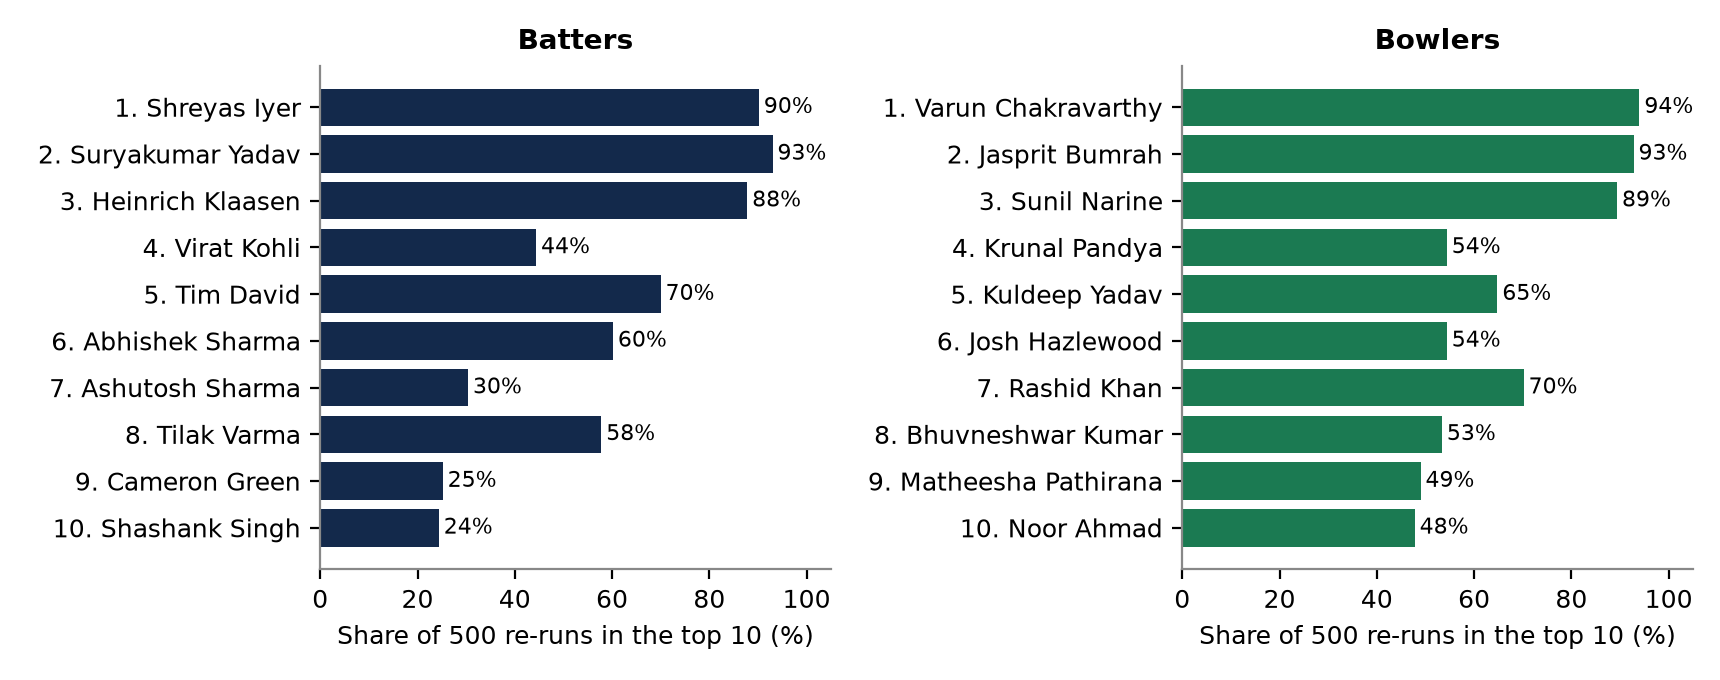 Batters
1. Shreyas Iyer 90%
2. Suryakumar Yadav 93%
3. Heinrich Klaasen 88%
4. Virat Kohli 44%
5. Tim David 70%
6. Abhishek Sharma 60%
7. Ashutosh Sharma 30%
8. Tilak Varma 58%
9. Cameron Green 25%
10. Shashank Singh 24%
0 20 40 60 80 100
Share of 500 re-runs in the top 10 (%)
Bowlers
1. Varun Chakravarthy 94%
2. Jasprit Bumrah 93%
3. Sunil Narine 89%
4. Krunal Pandya 54%
5. Kuldeep Yadav 65%
6. Josh Hazlewood 54%
7. Rashid Khan 70%
8. Bhuvneshwar Kumar 53%
9. Matheesha Pathirana 49%
10. Noor Ahmad 48%
0 20 40 60 80 100
Share of 500 re-runs in the top 10 (%)